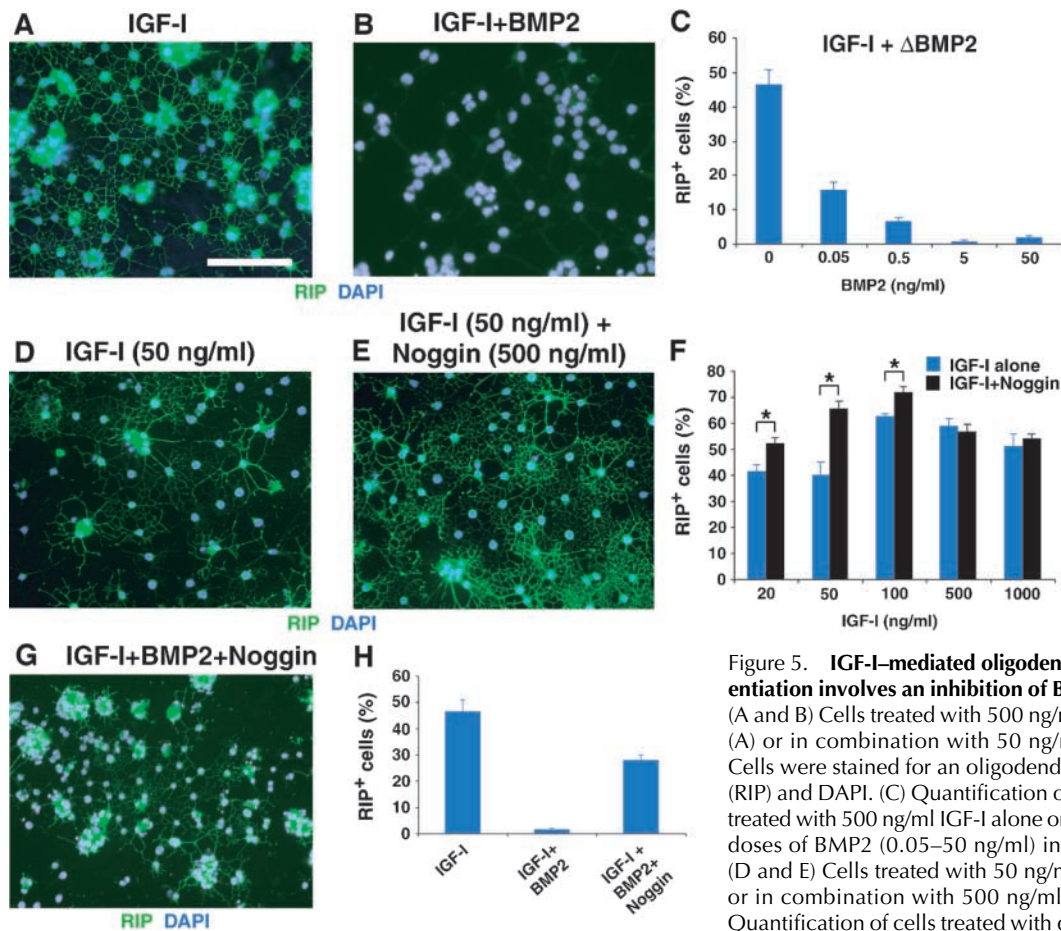 A IGF-I
B IGF-I+BMP2
RIP DAPI
C IGF-I + ΔBMP2
RIP+ cells (%)
60
50
40
30
20
10
0
0 0.05 0.5 5 50
BMP2 (ng/ml)
D IGF-I (50 ng/ml)
E IGF-I (50 ng/ml) +
Noggin (500 ng/ml)
RIP DAPI
F
IGF-I alone
IGF-I+Noggin
RIP+ cells (%)
80
70
60
50
40
30
20
10
0
* * *
20 50 100 500 1000
IGF-I (ng/ml)
G IGF-I+BMP2+Noggin
RIP DAPI
H
RIP+ cells (%)
60
50
40
30
20
10
0
IGF-I
IGF-I+
BMP2
IGF-I +
BMP2+
Noggin
Figure 5. IGF-I–mediated oligoden
entiation involves an inhibition of B
(A and B) Cells treated with 500 ng/m
(A) or in combination with 50 ng/m
Cells were stained for an oligodend
(RIP) and DAPI. (C) Quantification o
treated with 500 ng/ml IGF-I alone or
doses of BMP2 (0.05–50 ng/ml) in
(D and E) Cells treated with 50 ng/m
or in combination with 500 ng/ml
Quantification of cells treated with d